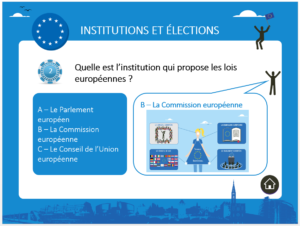 INSTITUTIONS ET ÉLECTIONS
Quelle est l'institution qui propose les lois
européennes ?
A – Le Parlement
européen
B – La Commission
européenne
C – Le Conseil de l'Union
européenne
B – La Commission européenne